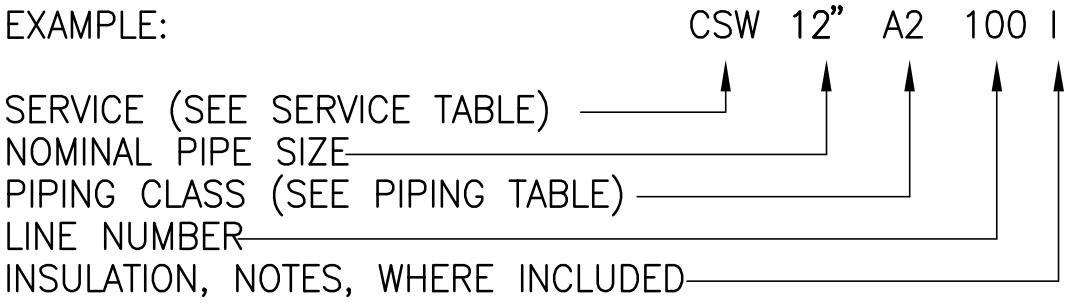 EXAMPLE: CSW 12” A2 100 I
SERVICE (SEE SERVICE TABLE)
NOMINAL PIPE SIZE
PIPING CLASS (SEE PIPING TABLE)
LINE NUMBER
INSULATION, NOTES, WHERE INCLUDED